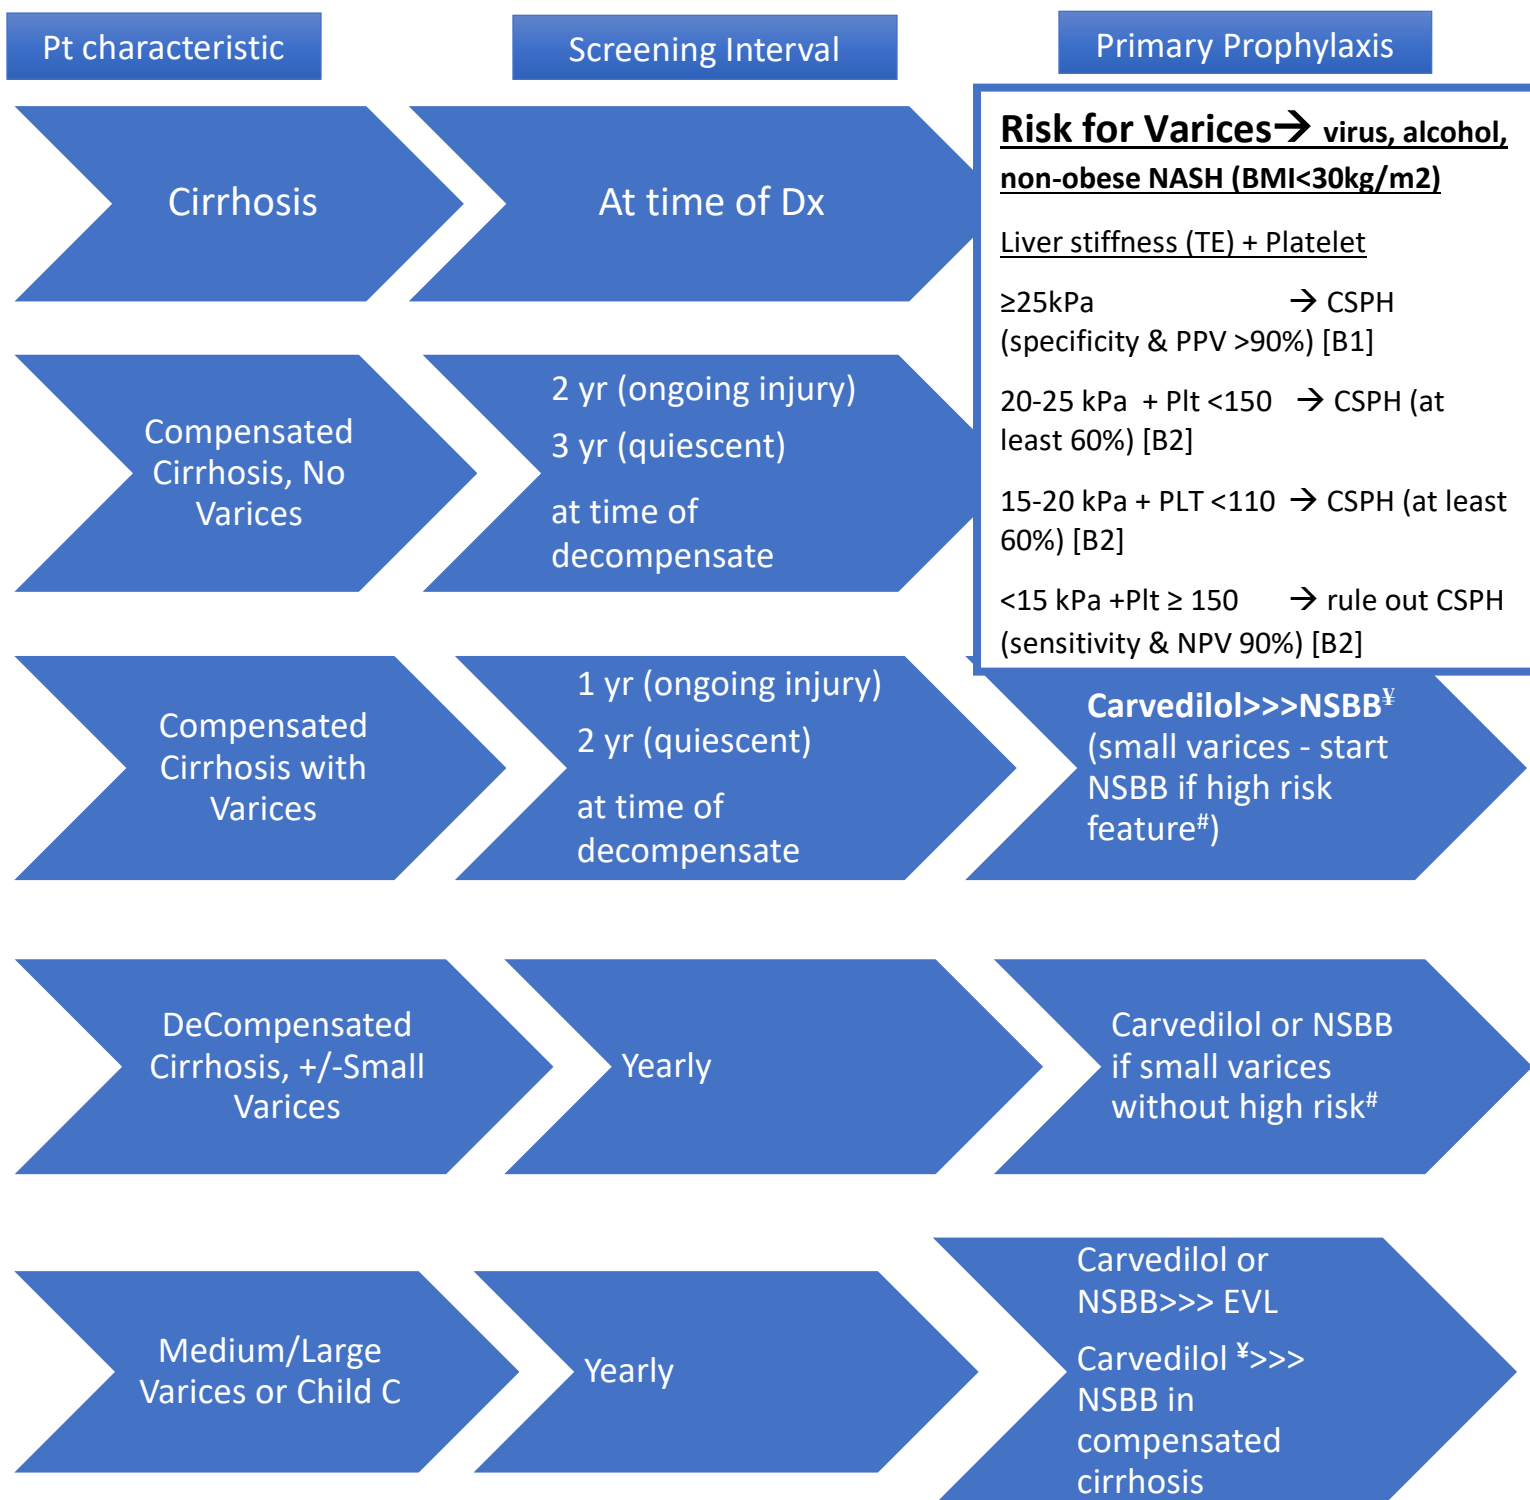 Pt characteristic
Screening Interval
Primary Prophylaxis
Cirrhosis
At time of Dx
Risk for Varices→ virus, alcohol,
non-obese NASH (BMI<30kg/m2)
Liver stiffness (TE) + Platelet
≥25kPa → CSPH
(specificity & PPV >90%) [B1]
20-25 kPa + Plt <150 → CSPH (at
least 60%) [B2]
15-20 kPa + PLT <110 → CSPH (at least
60%) [B2]
<15 kPa +Plt ≥ 150 → rule out CSPH
(sensitivity & NPV 90%) [B2]
Compensated
Cirrhosis, No
Varices
2 yr (ongoing injury)
3 yr (quiescent)
at time of
decompensate
Compensated
Cirrhosis with
Varices
1 yr (ongoing injury)
2 yr (quiescent)
at time of
decompensate
Carvedilol>>>NSBB¥
(small varices - start
NSBB if high risk
feature#)
DeCompensated
Cirrhosis, +/-Small
Varices
Yearly
Carvedilol or NSBB
if small varices
without high risk#
Medium/Large
Varices or Child C
Yearly
Carvedilol or
NSBB>>> EVL
Carvedilol ¥>>>
NSBB in
compensated
cirrhosis